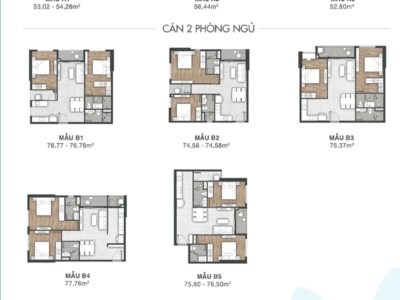 53,02 - 54,26m²
56,44m²
52.80m²
CĂN 2 PHÒNG NGỦ
MẪU B1
76,77 - 76.78m²
MẪU B2
74,56 - 74,58m²
MẪU B3
75.37m²
MẪU B4
77,76m²
MẪU B5
75,80 - 76,50m²